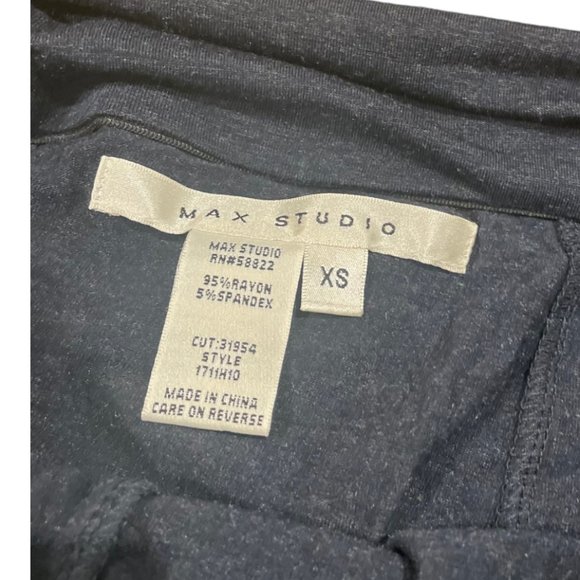 MAX STUDIO
MAX STUDIO
RN#58822
XS
95%RAYON
5%SPANDEX
CUT:31954
STYLE
1711H10
MADE IN CHINA
CARE ON REVERSE